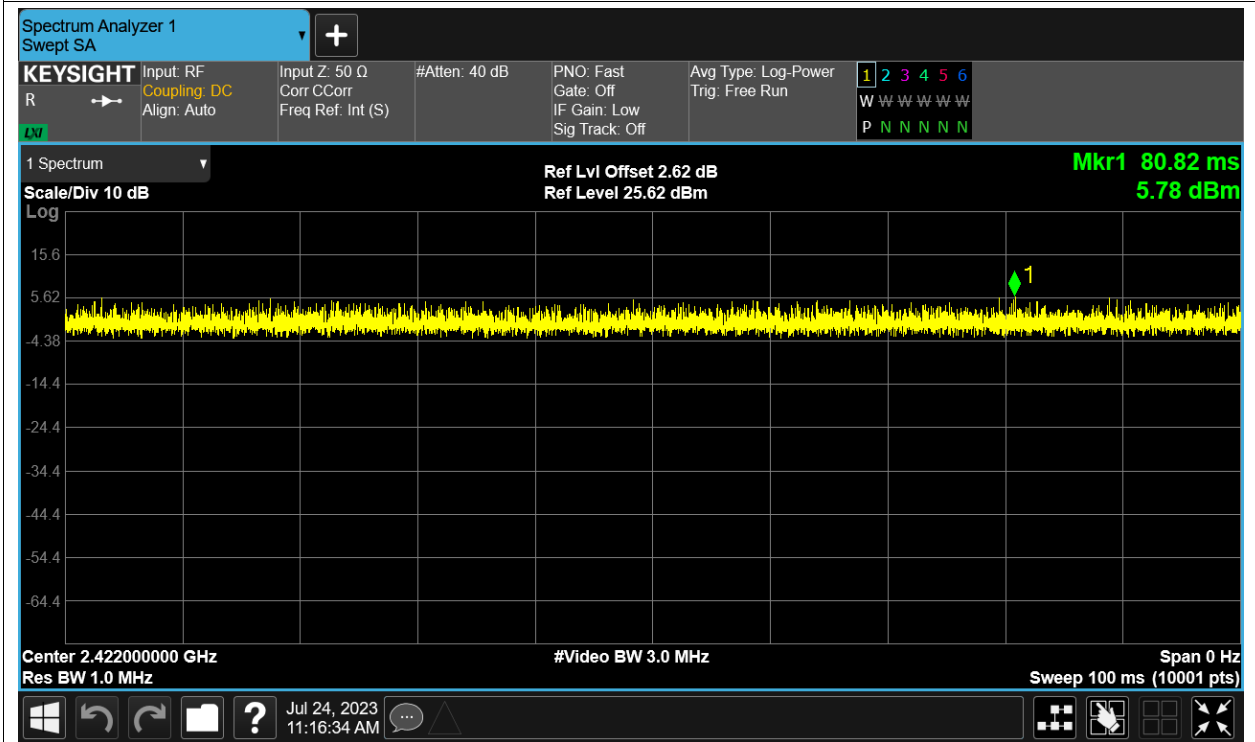 Spectrum Analyzer 1
Swept SA
+
KEYSIGHT
R
LXI
Input: RF
Coupling: DC
Align: Auto
Input Z: 50 Ω
Corr CCorr
Freq Ref: Int (S)
#Atten: 40 dB
PNO: Fast
Gate: Off
IF Gain: Low
Sig Track: Off
Avg Type: Log-Power
Trig: Free Run
1 2 3 4 5 6
W W W W W W
P N N N N N
1 Spectrum
Scale/Div 10 dB
Log
Ref Lvl Offset 2.62 dB
Ref Level 25.62 dBm
Mkr1 80.82 ms
5.78 dBm
1
15.6
5.62
-4.38
-14.4
-24.4
-34.4
-44.4
-54.4
-64.4
Center 2.422000000 GHz
#Video BW 3.0 MHz
Span 0 Hz
Res BW 1.0 MHz
Sweep 100 ms (10001 pts)
?
Jul 24, 2023
11:16:34 AM